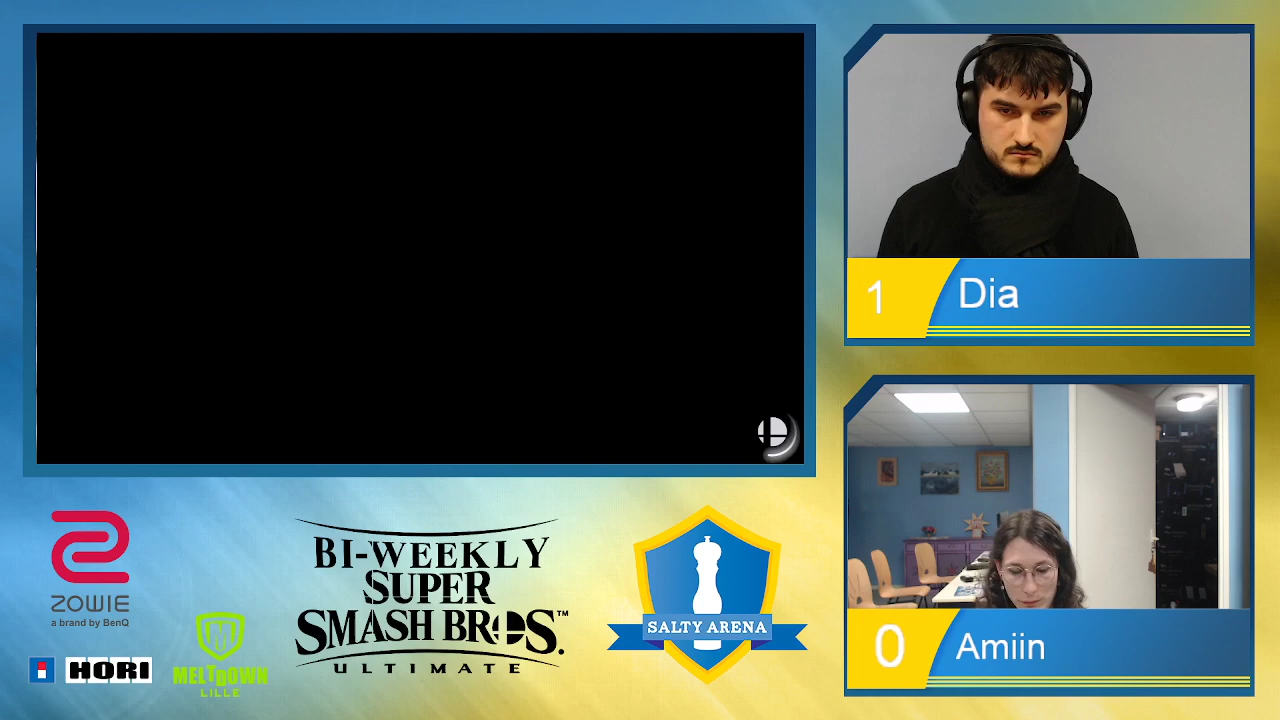 1
Dia
0
Amiin
ZOWIE
a brand by BenQ
HORI
MELTDOWN
LILLE
BI-WEEKLY
SUPER
SMASH BROS.™
ULTIMATE
SALTY ARENA